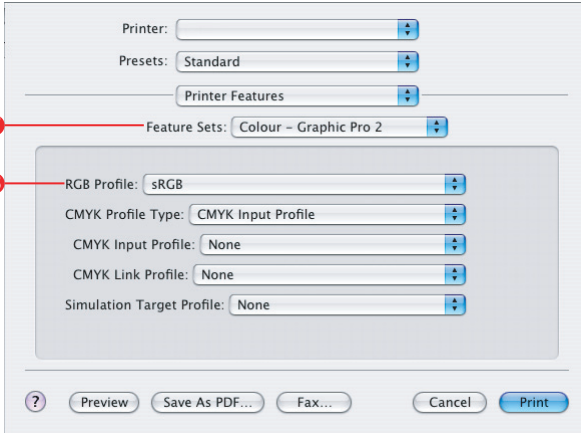 Printer:
Presets: Standard
Printer Features
Feature Sets: Colour – Graphic Pro 2
RGB Profile: sRGB
CMYK Profile Type: CMYK Input Profile
CMYK Input Profile: None
CMYK Link Profile: None
Simulation Target Profile: None
? Preview Save As PDF... Fax... Cancel Print